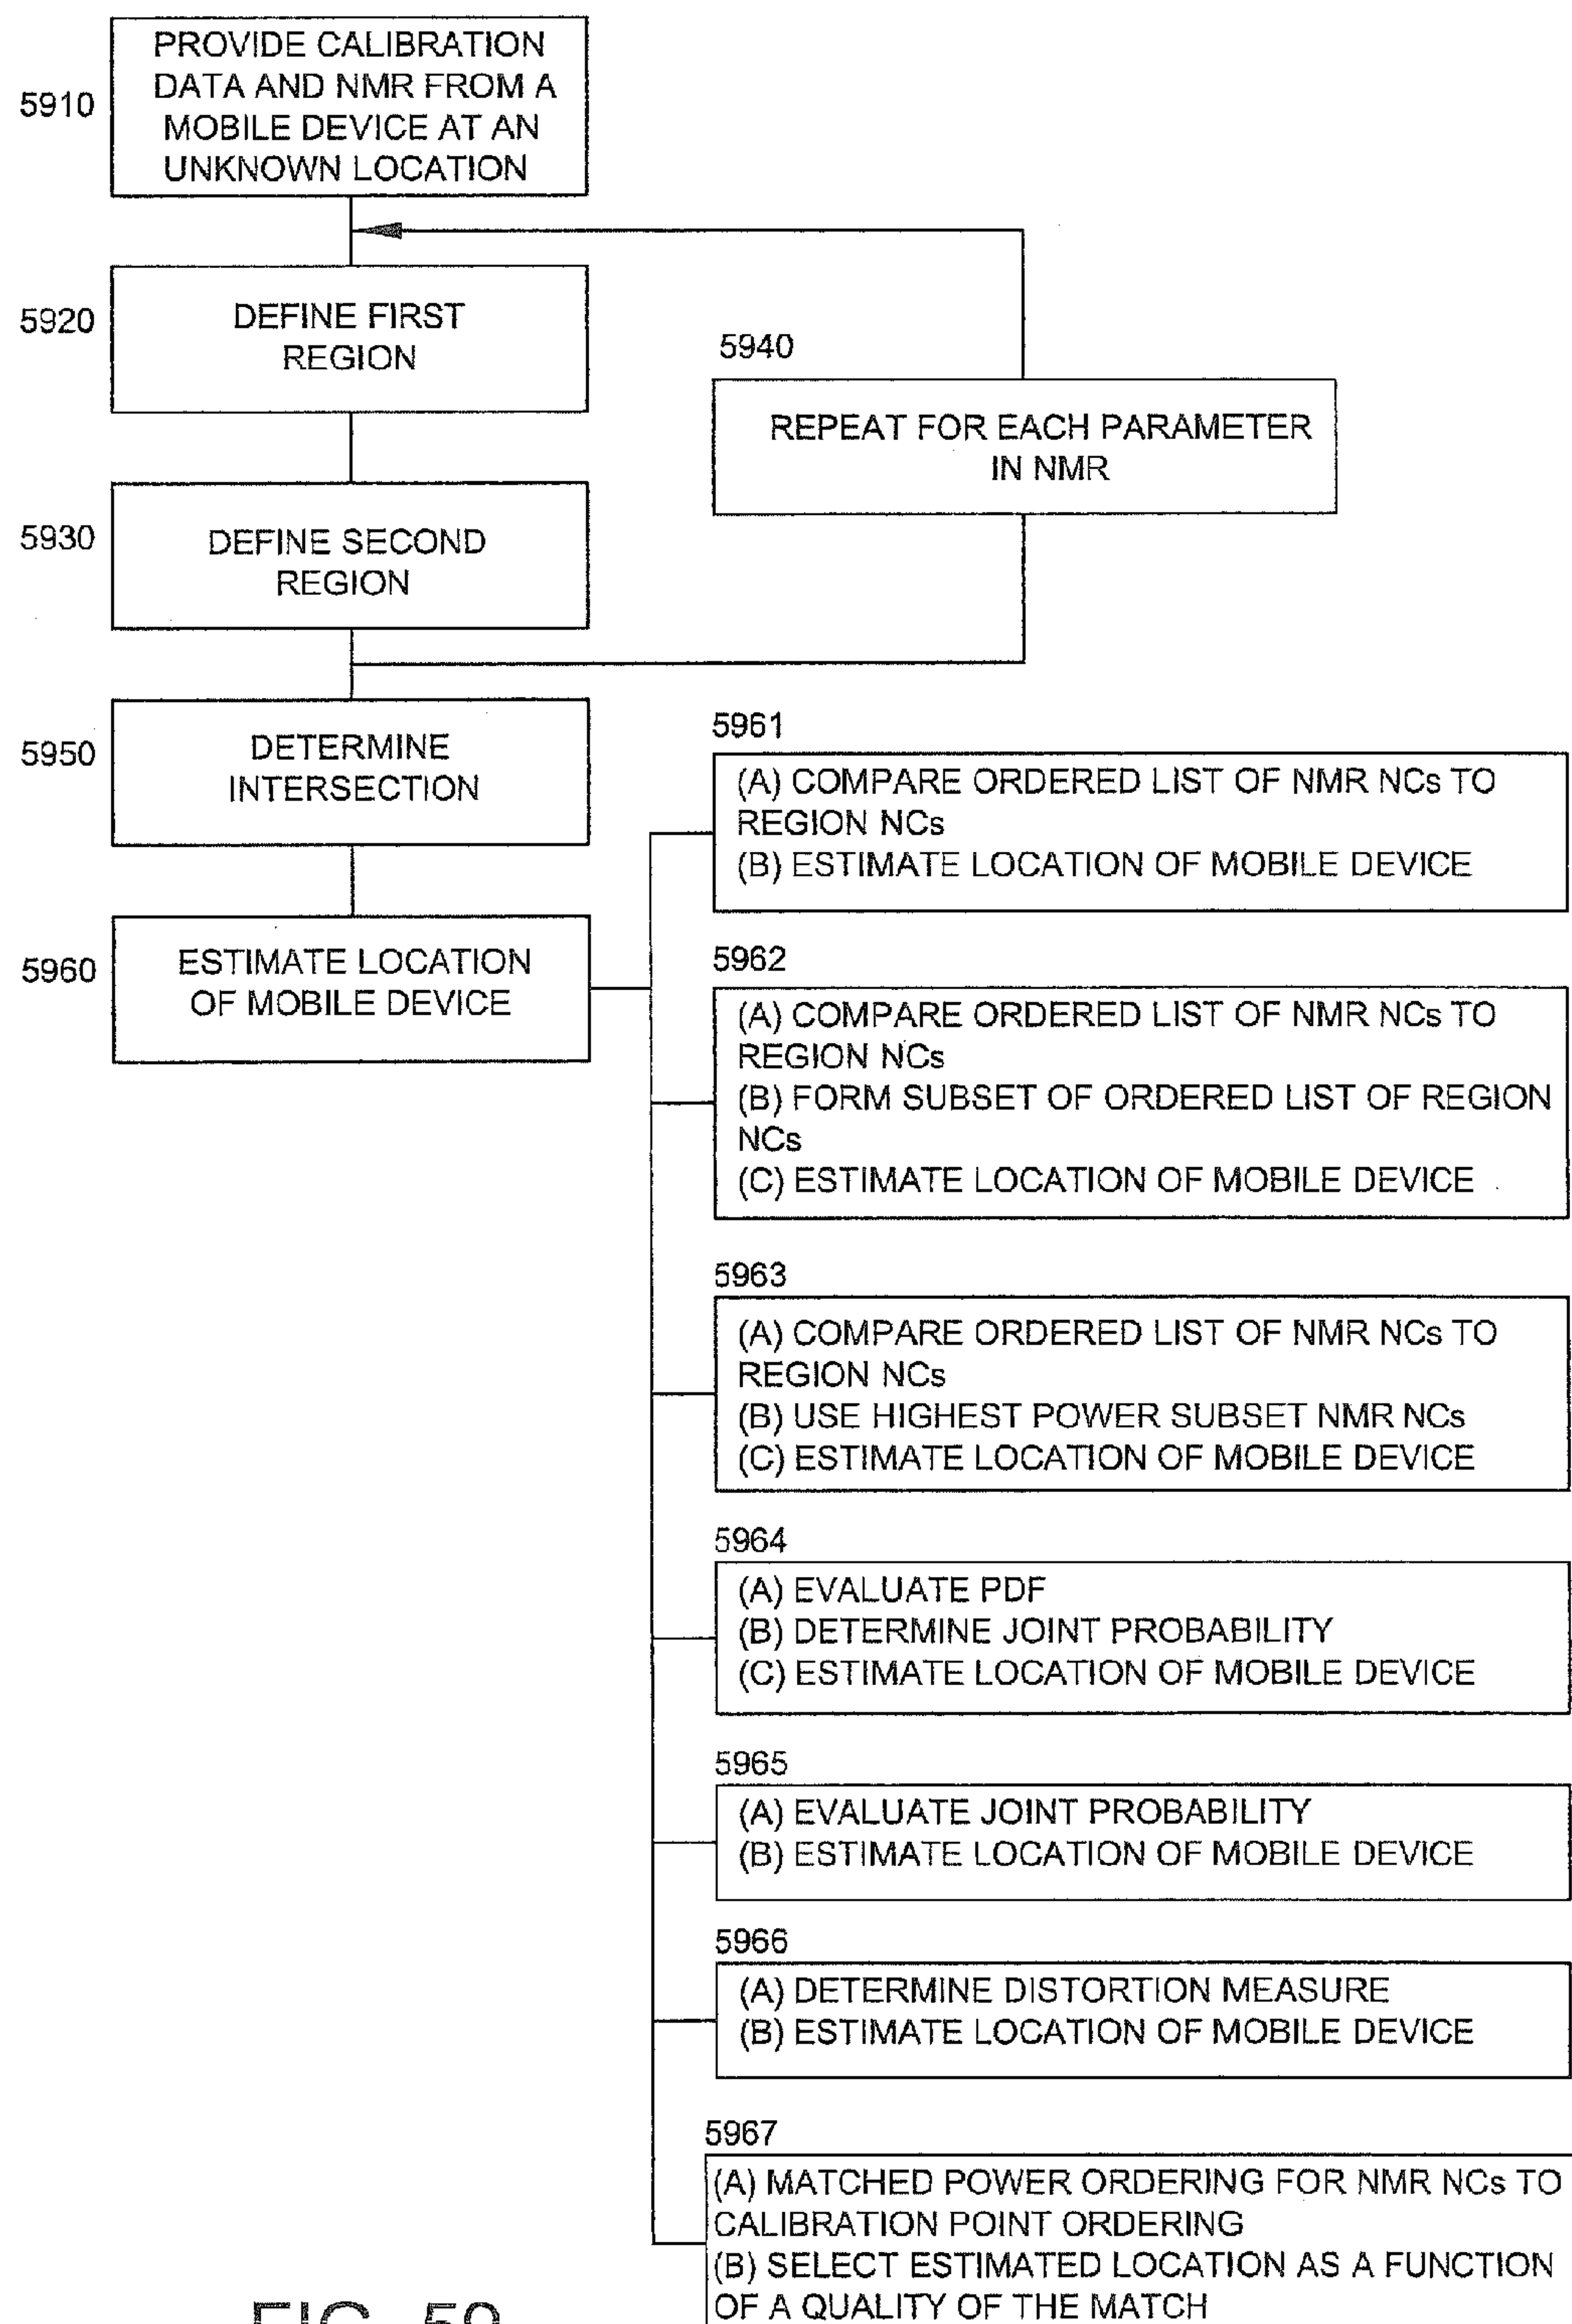 5910
PROVIDE CALIBRATION
DATA AND NMR FROM A
MOBILE DEVICE AT AN
UNKNOWN LOCATION
5920
DEFINE FIRST
REGION
5930
DEFINE SECOND
REGION
5940
REPEAT FOR EACH PARAMETER
IN NMR
5950
DETERMINE
INTERSECTION
5960
ESTIMATE LOCATION
OF MOBILE DEVICE
5961
(A) COMPARE ORDERED LIST OF NMR NCs TO
REGION NCs
(B) ESTIMATE LOCATION OF MOBILE DEVICE
5962
(A) COMPARE ORDERED LIST OF NMR NCs TO
REGION NCs
(B) FORM SUBSET OF ORDERED LIST OF REGION
NCs
(C) ESTIMATE LOCATION OF MOBILE DEVICE
5963
(A) COMPARE ORDERED LIST OF NMR NCs TO
REGION NCs
(B) USE HIGHEST POWER SUBSET NMR NCs
(C) ESTIMATE LOCATION OF MOBILE DEVICE
5964
(A) EVALUATE PDF
(B) DETERMINE JOINT PROBABILITY
(C) ESTIMATE LOCATION OF MOBILE DEVICE
5965
(A) EVALUATE JOINT PROBABILITY
(B) ESTIMATE LOCATION OF MOBILE DEVICE
5966
(A) DETERMINE DISTORTION MEASURE
(B) ESTIMATE LOCATION OF MOBILE DEVICE
5967
(A) MATCHED POWER ORDERING FOR NMR NCs TO
CALIBRATION POINT ORDERING
(B) SELECT ESTIMATED LOCATION AS A FUNCTION
OF A QUALITY OF THE MATCH
FIG. 59